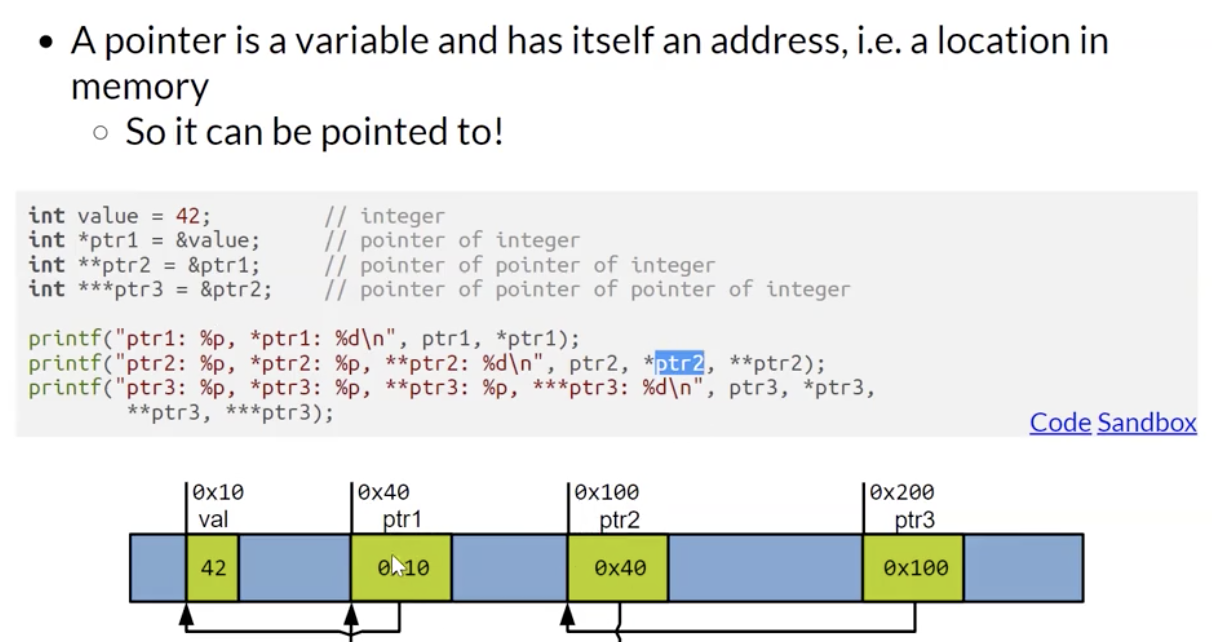 • A pointer is a variable and has itself an address, i.e. a location in
memory
○ So it can be pointed to!
int value = 42; // integer
int *ptr1 = &value; // pointer of integer
int **ptr2 = &ptr1; // pointer of pointer of integer
int ***ptr3 = &ptr2; // pointer of pointer of pointer of integer
printf("ptr1: %p, *ptr1: %d\n", ptr1, *ptr1);
printf("ptr2: %p, *ptr2: %p, **ptr2: %d\n", ptr2, *ptr2, **ptr2);
printf("ptr3: %p, *ptr3: %p, **ptr3: %p, ***ptr3: %d\n", ptr3, *ptr3,
**ptr3, ***ptr3);
Code Sandbox
0x10 0x40 0x100 0x200
val ptr1 ptr2 ptr3
42 0x10 0x40 0x100